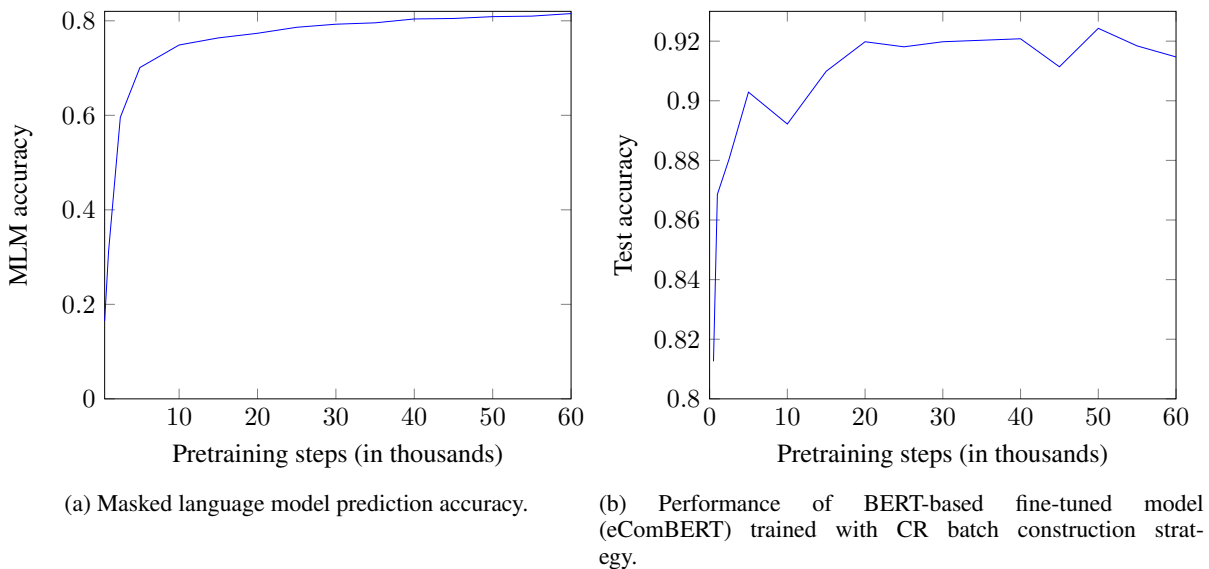 0.8
0.6
0.4
0.2
0
MLM accuracy
10 20 30 40 50 60
Pretraining steps (in thousands)
(a) Masked language model prediction accuracy.
0.92
0.9
0.88
0.86
0.84
0.82
0.8
Test accuracy
0 10 20 30 40 50 60
Pretraining steps (in thousands)
(b) Performance of BERT-based fine-tuned model
(eComBERT) trained with CR batch construction strat-
egy.